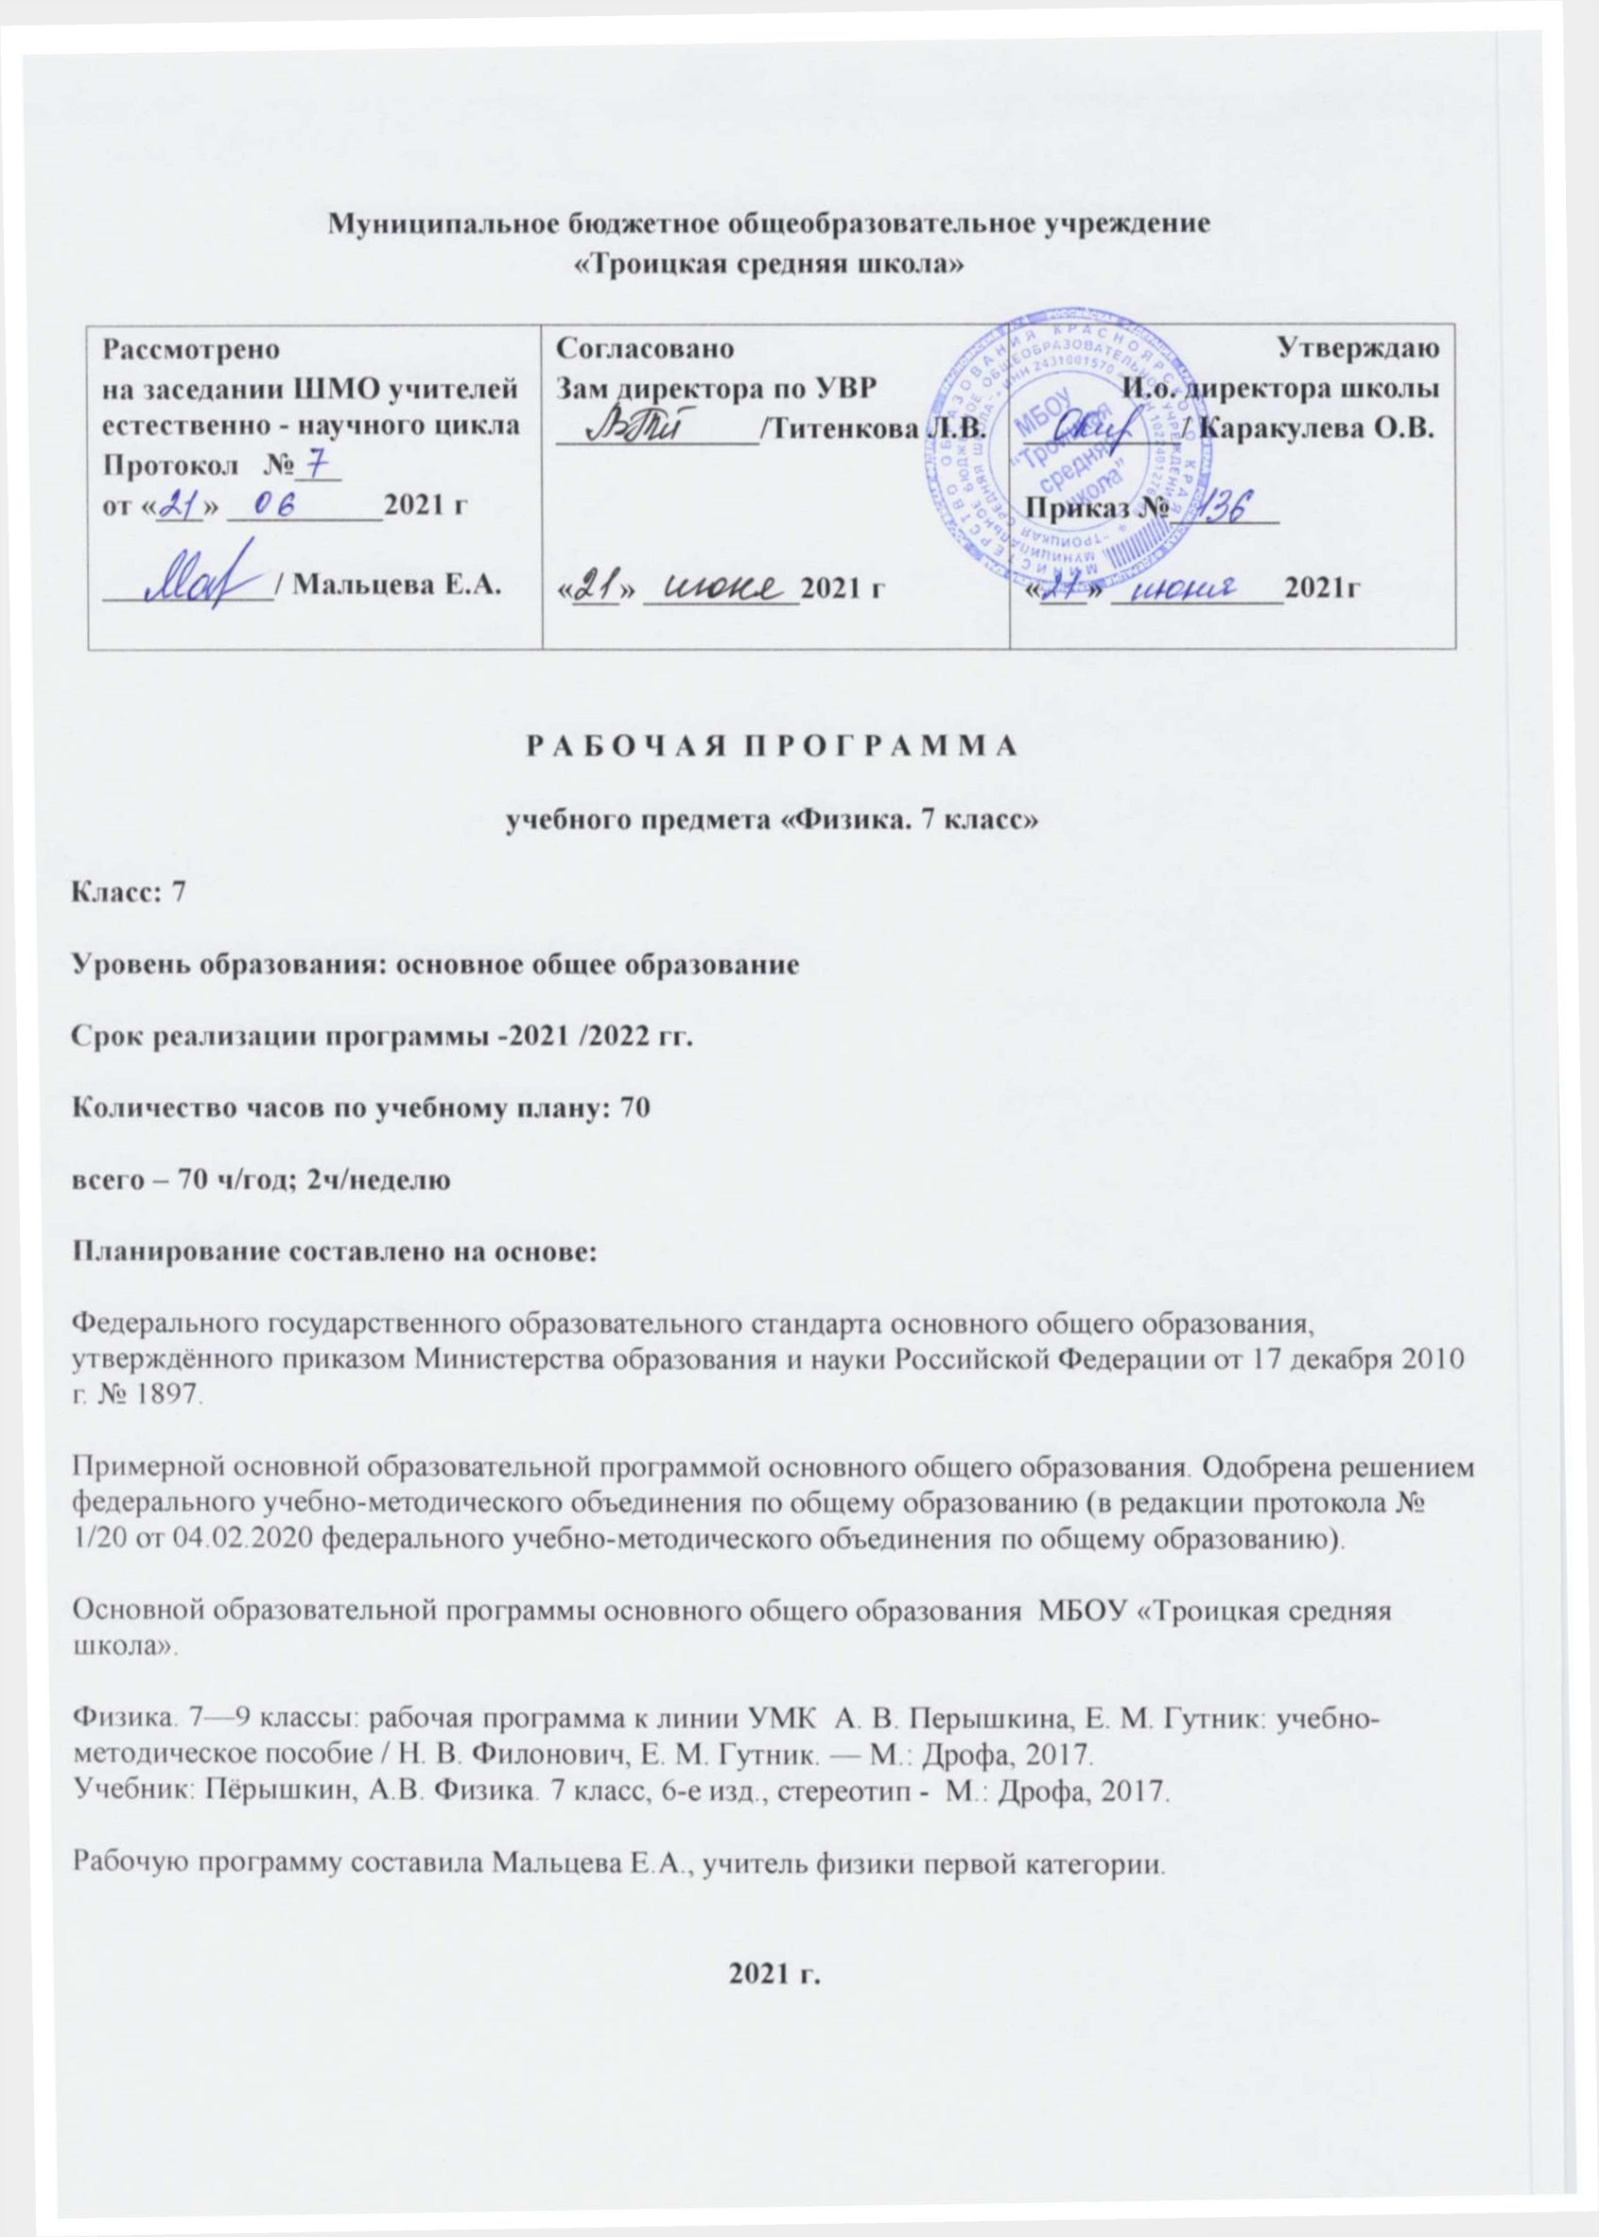 Муниципальное бюджетное общеобразовательное учреждение
«Троицкая средняя школа»
Рассмотрено
на заседании ШМО учителей
естественно - научного цикла
Протокол № 7
от «21» 06 2021 г
/ Мальцева Е.А.
Согласовано
Зам директора по УВР
/Титенкова Л.В.
«21» июня 2021 г
Утверждаю
И.о. директора школы
/ Каракулева О.В.
Приказ № 136
«21» июня 2021г
МБОУ
"Троицкая
средняя
школа"
Р А Б О Ч А Я П Р О Г Р А М М А
учебного предмета «Физика. 7 класс»
Класс: 7
Уровень образования: основное общее образование
Срок реализации программы -2021 /2022 гг.
Количество часов по учебному плану: 70
всего – 70 ч/год; 2ч/неделю
Планирование составлено на основе:
Федерального государственного образовательного стандарта основного общего образования,
утверждённого приказом Министерства образования и науки Российской Федерации от 17 декабря 2010
г. № 1897.
Примерной основной образовательной программой основного общего образования. Одобрена решением
федерального учебно-методического объединения по общему образованию (в редакции протокола №
1/20 от 04.02.2020 федерального учебно-методического объединения по общему образованию).
Основной образовательной программы основного общего образования МБОУ «Троицкая средняя
школа».
Физика. 7—9 классы: рабочая программа к линии УМК А. В. Перышкина, Е. М. Гутник: учебно-
методическое пособие / Н. В. Филонович, Е. М. Гутник. — М.: Дрофа, 2017.
Учебник: Пёрышкин, А.В. Физика. 7 класс, 6-е изд., стереотип - М.: Дрофа, 2017.
Рабочую программу составила Мальцева Е.А., учитель физики первой категории.
2021 г.